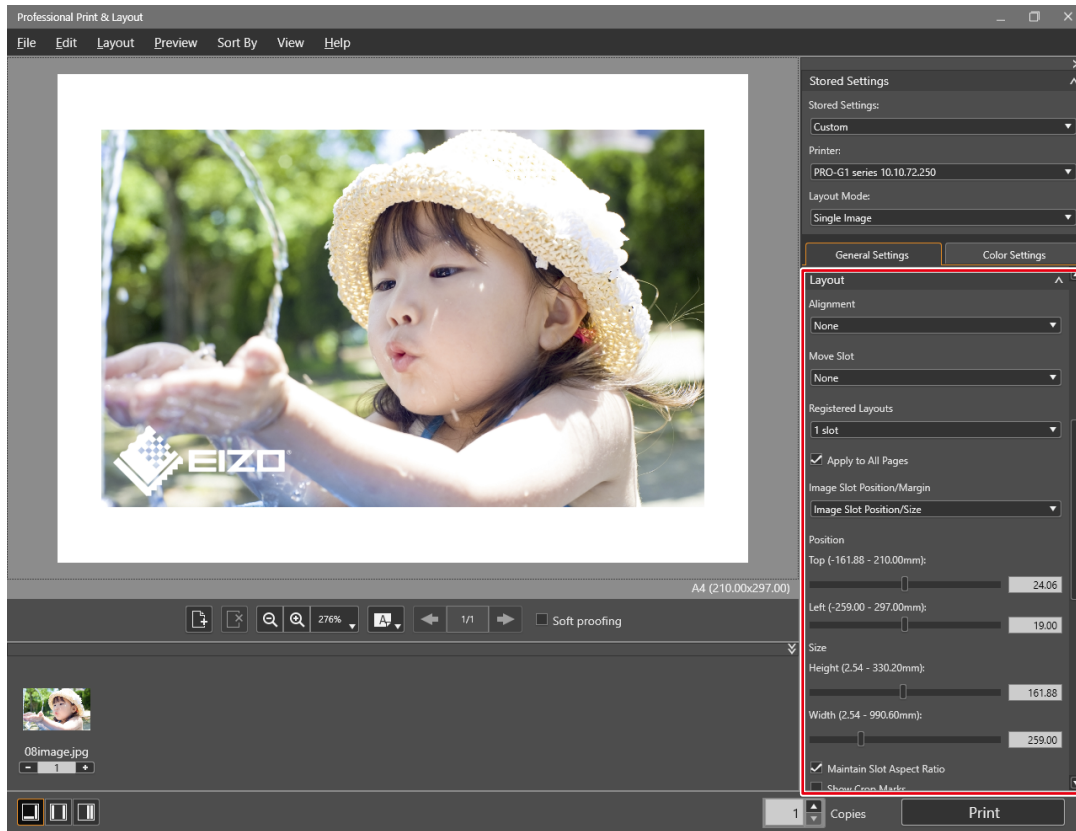 Professional Print & Layout
File Edit Layout Preview Sort By View Help
EIZO
A4 (210.00x297.00)
276% A 1/1 Soft proofing
08image.jpg
- 1 +
Stored Settings
Stored Settings:
Custom
Printer:
PRO-G1 series 10.10.72.250
Layout Mode:
Single Image
General Settings Color Settings
Layout
Alignment
None
Move Slot
None
Registered Layouts
1 slot
Apply to All Pages
Image Slot Position/Margin
Image Slot Position/Size
Position
Top (-161.88 - 210.00mm):
24.06
Left (-259.00 - 297.00mm):
19.00
Size
Height (2.54 - 330.20mm):
161.88
Width (2.54 - 990.60mm):
259.00
Maintain Slot Aspect Ratio
Show Crop Marks
1 Copies Print